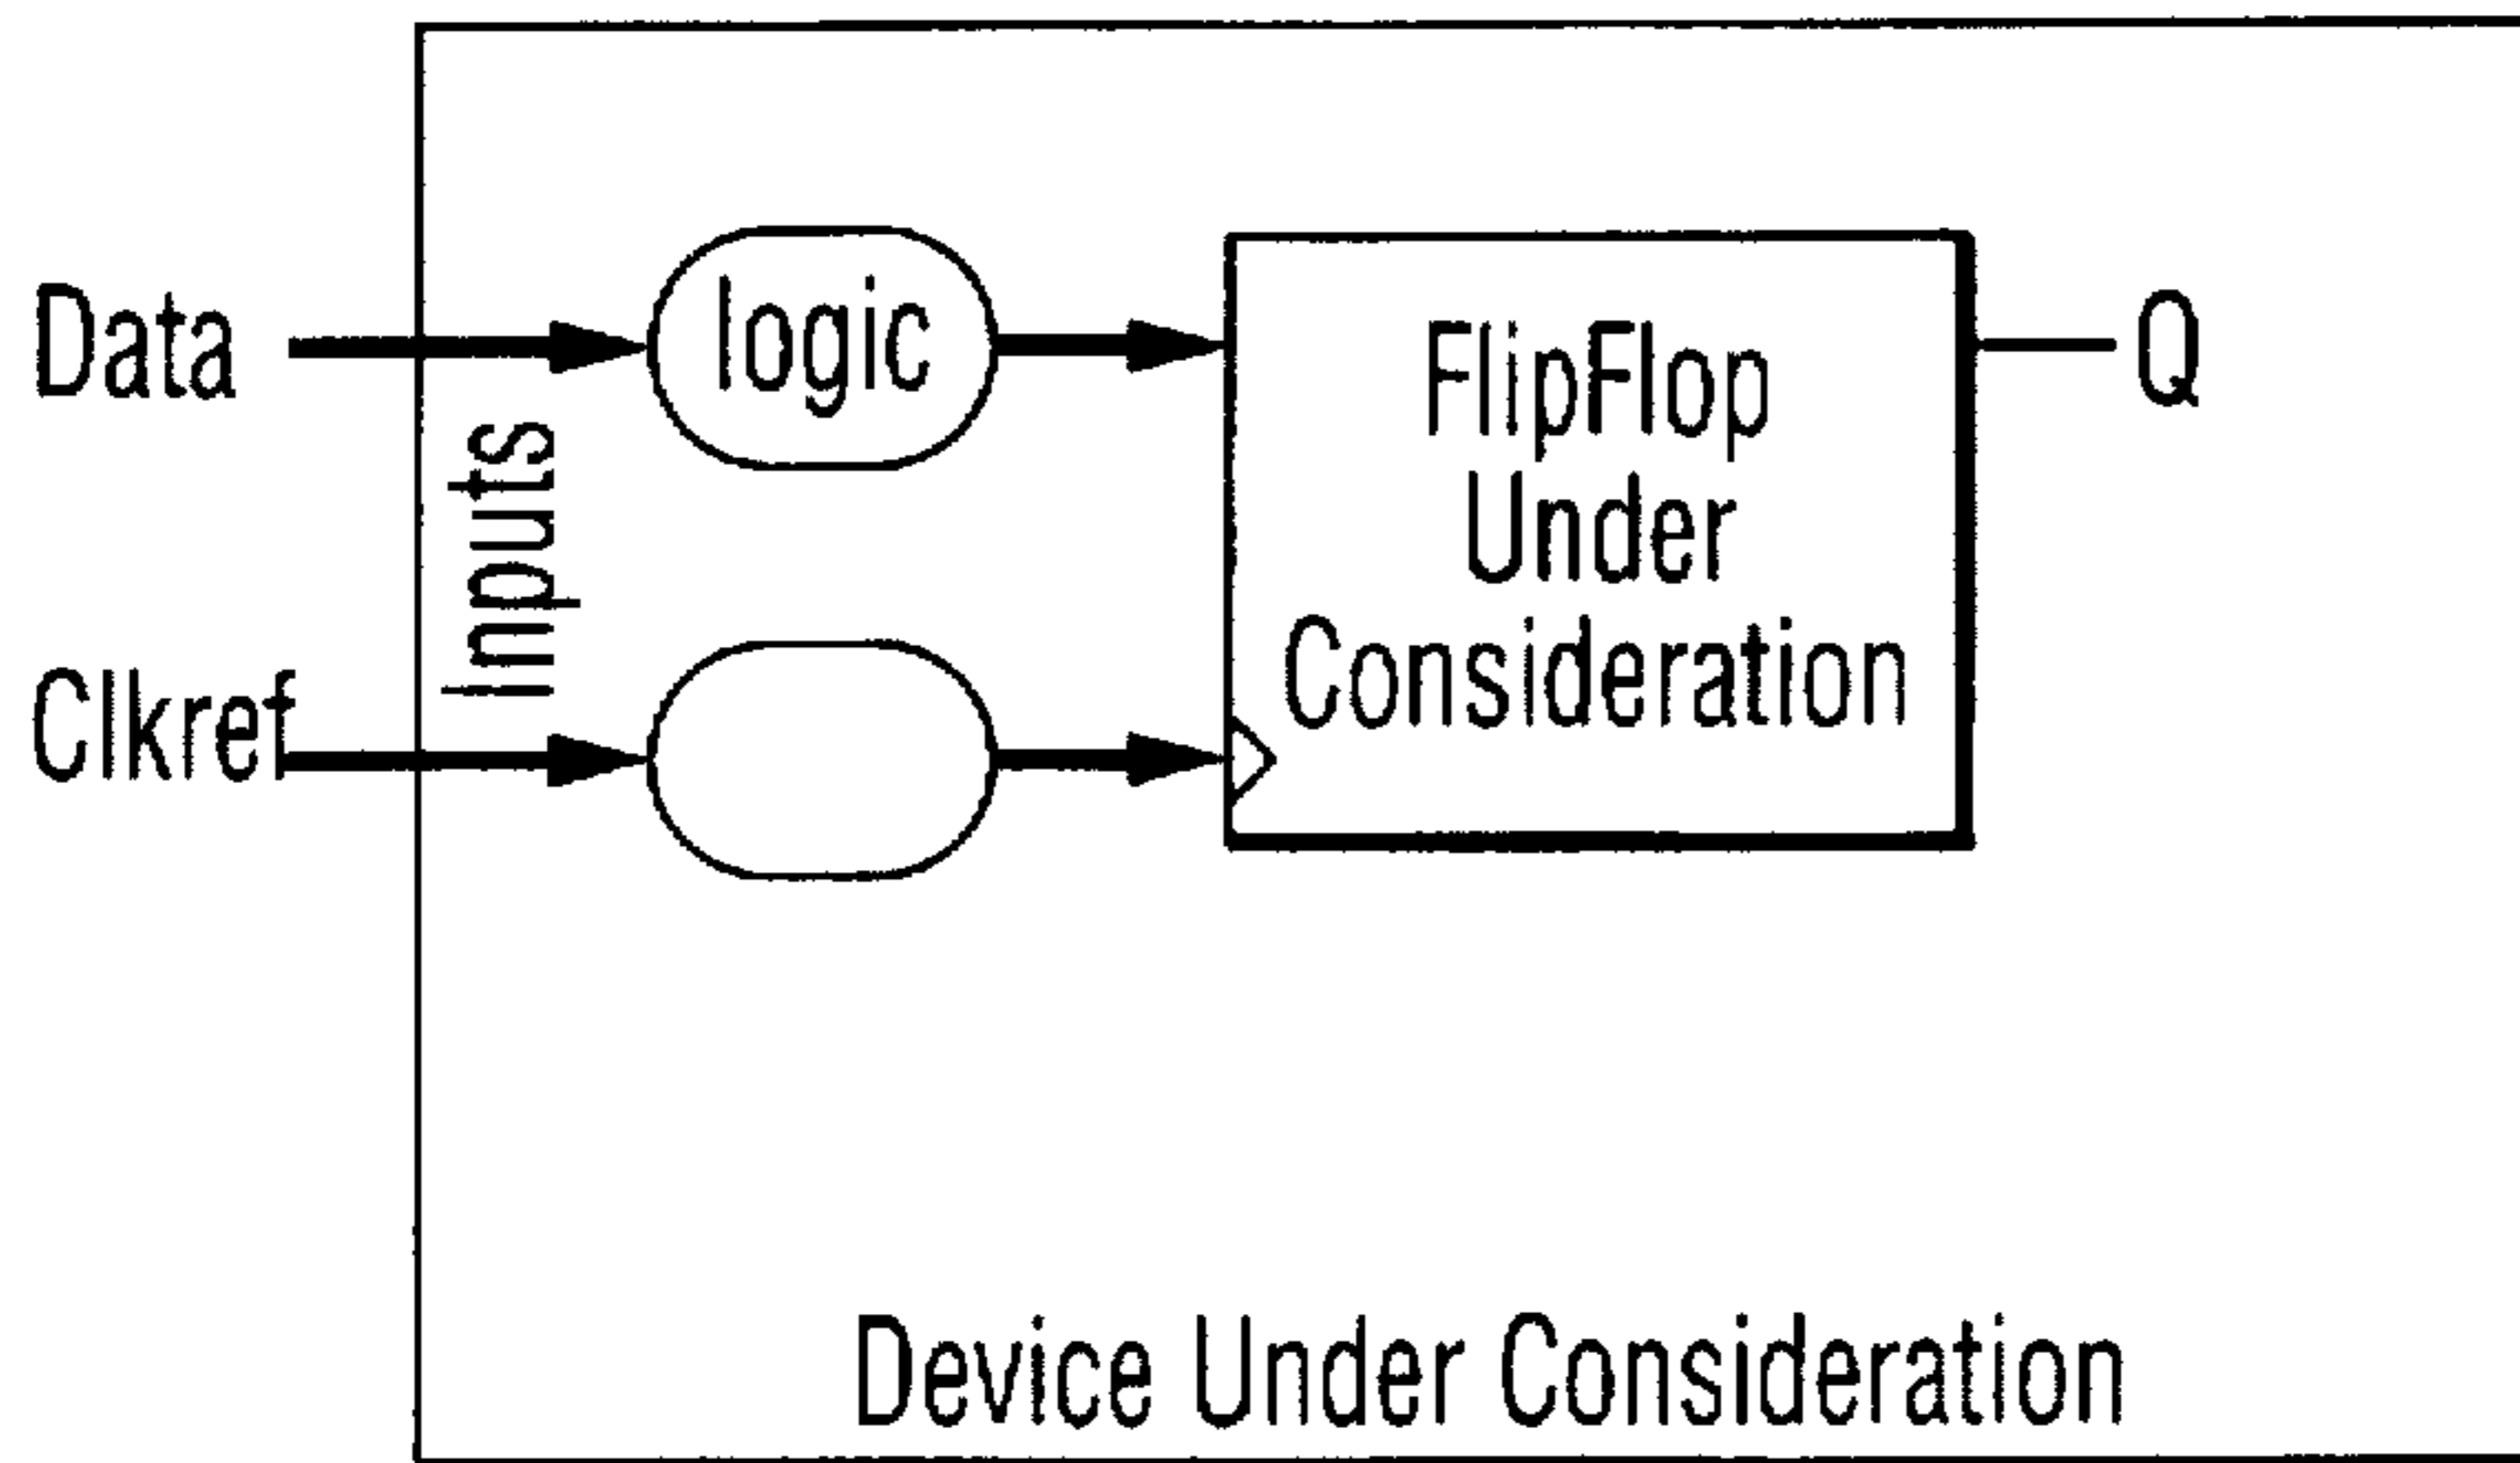 Data
logic
FlipFlop
Under
Consideration
Q
inputs
Clkref
Device Under Consideration